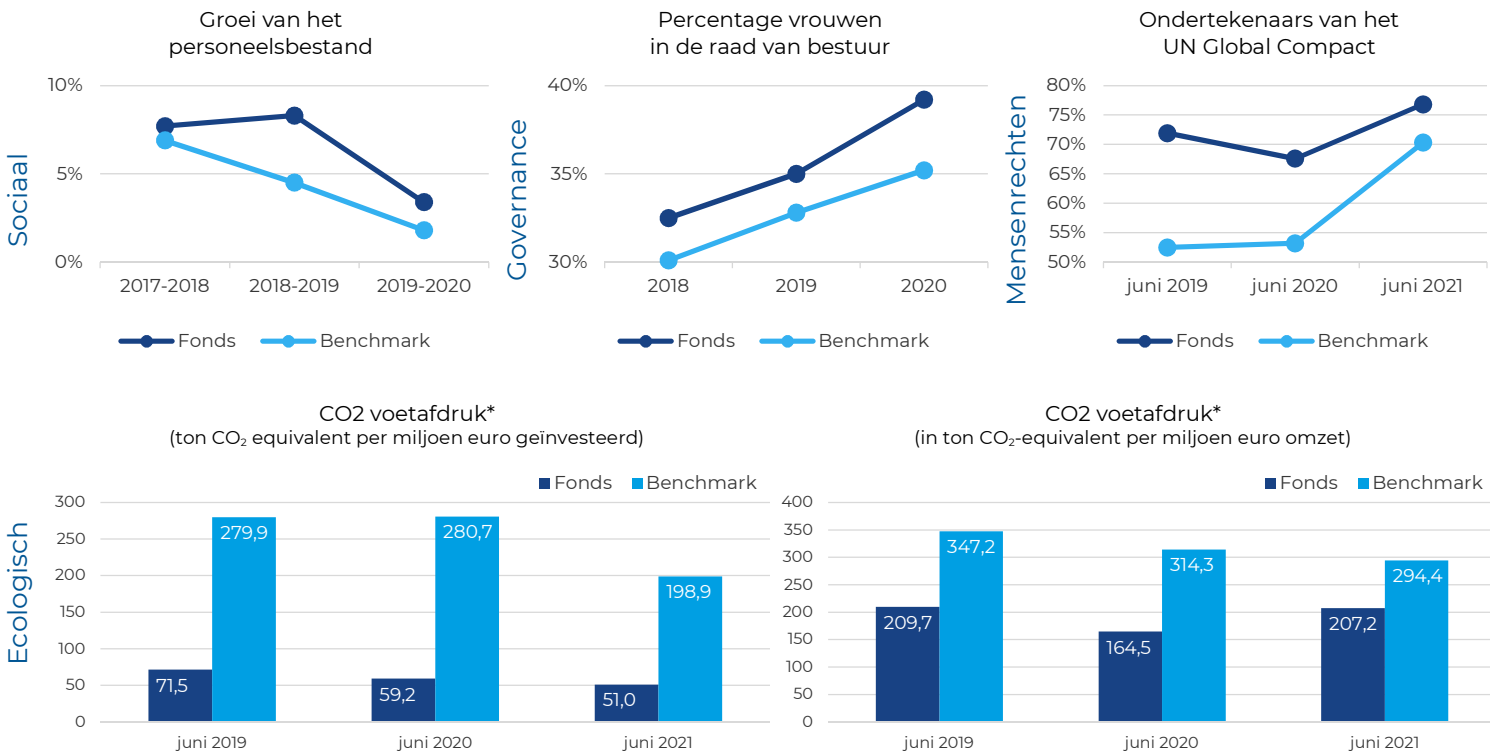 Groei van het
personeelsbestand
Sociaal
10%
5%
0%
2017-2018
2018-2019
2019-2020
Fonds
Benchmark
Percentage vrouwen
in de raad van bestuur
Governance
40%
35%
30%
2018
2019
2020
Fonds
Benchmark
Ondertekenaars van het
UN Global Compact
Mensenrechten
80%
75%
70%
65%
60%
55%
50%
juni 2019
juni 2020
juni 2021
Fonds
Benchmark
Ecologisch
CO2 voetafdruk*
(ton CO₂ equivalent per miljoen euro geïnvesteerd)
Fonds
Benchmark
300
250
200
150
100
50
0
71,5
279,9
59,2
280,7
51,0
198,9
juni 2019
juni 2020
juni 2021
CO2 voetafdruk*
(in ton CO₂-equivalent per miljoen euro omzet)
Fonds
Benchmark
400
350
300
250
200
150
100
50
0
209,7
347,2
164,5
314,3
207,2
294,4
juni 2019
juni 2020
juni 2021